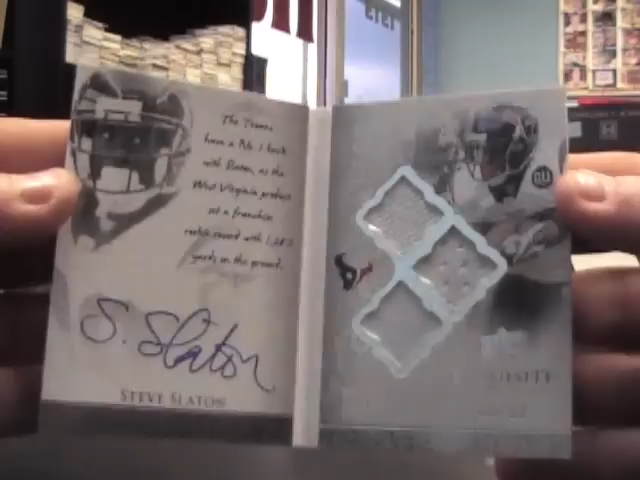 The Texans
have a No. 1 back
with Slaton, as the
West Virginia product
set a franchise
rookie record with 1,282
yards on the ground.
S. Slaton
STEVE SLATON